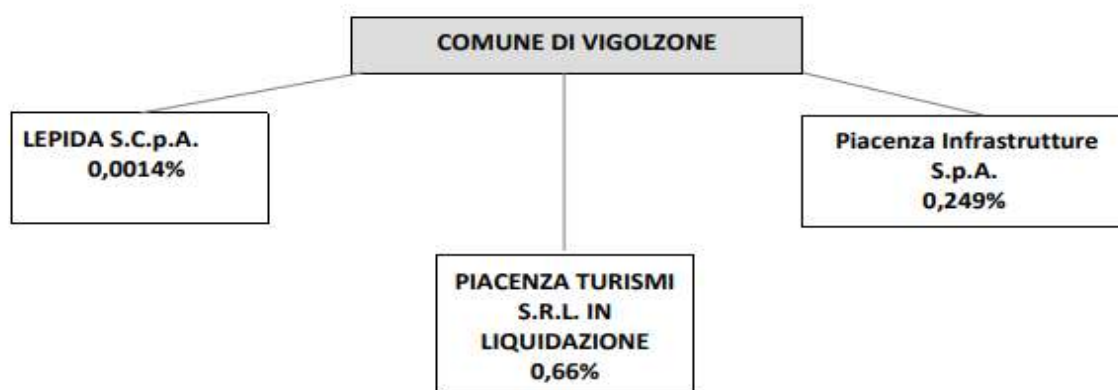 COMUNE DI VIGOLZONE
LEPIDA S.C.p.A.
0,0014%
Piacenza Infrastrutture
S.p.A.
0,249%
PIACENZA TURISMI
S.R.L. IN
LIQUIDAZIONE
0,66%